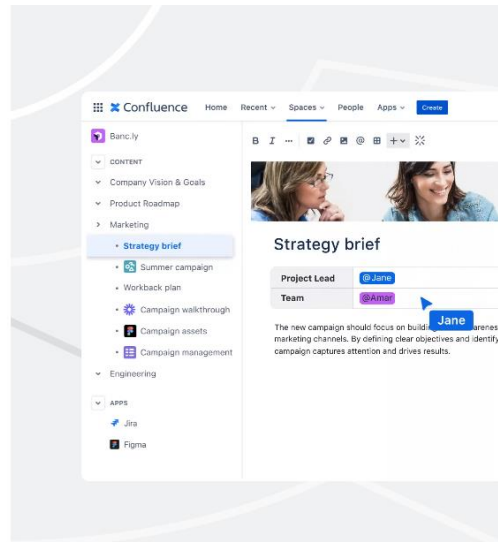 Confluence Home Recent Spaces People Apps Create
Banc.ly
CONTENT
Company Vision & Goals
Product Roadmap
Marketing
Strategy brief
Summer campaign
Workback plan
Campaign walkthrough
Campaign assets
Campaign management
Engineering
APPS
Jira
Figma
B I ... @
Strategy brief
Project Lead @Jane
Team @Amar
Jane
The new campaign should focus on
marketing channels. By defining clear objectives and
campaign captures attention and drives results.